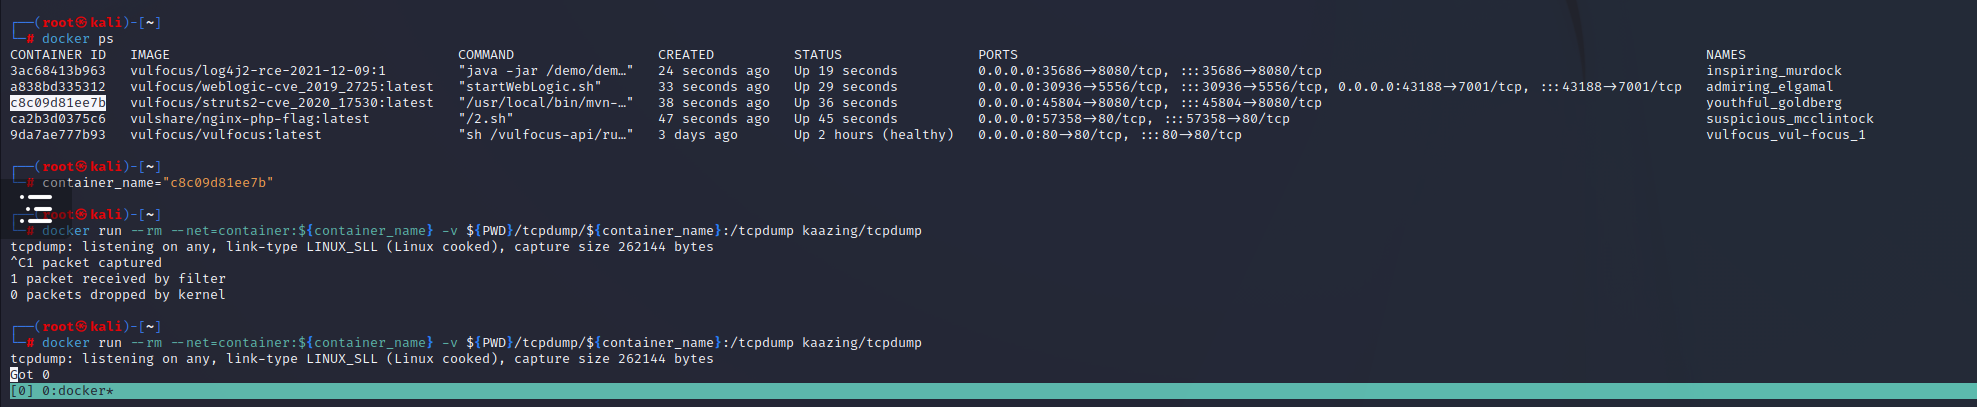 ┌──(root㉿kali)-[~]
└─# docker ps
CONTAINER ID   IMAGE                                    COMMAND                  CREATED          STATUS                 PORTS                                                                                      NAMES
3ac68413b963   vulfocus/log4j2-rce-2021-12-09:1         "java -jar /demo/dem…"   24 seconds ago   Up 19 seconds          0.0.0.0:35686->8080/tcp, :::35686->8080/tcp                                                inspiring_murdock
a838bd335312   vulfocus/weblogic-cve_2019_2725:latest   "startWebLogic.sh"       33 seconds ago   Up 29 seconds          0.0.0.0:30936->5556/tcp, :::30936->5556/tcp, 0.0.0.0:43188->7001/tcp, :::43188->7001/tcp   admiring_elgamal
c8c09d81ee7b   vulfocus/struts2-cve_2020_17530:latest   "/usr/local/bin/mvn-…"   38 seconds ago   Up 36 seconds          0.0.0.0:45804->8080/tcp, :::45804->8080/tcp                                                youthful_goldberg
ca2b3d0375c6   vulshare/nginx-php-flag:latest           "/2.sh"                  47 seconds ago   Up 45 seconds          0.0.0.0:57358->80/tcp, :::57358->80/tcp                                                    suspicious_mcclintock
9da7ae777b93   vulfocus/vulfocus:latest                 "sh /vulfocus-api/ru…"   3 days ago       Up 2 hours (healthy)   0.0.0.0:80->80/tcp, :::80->80/tcp                                                          vulfocus_vul-focus_1
┌──(root㉿kali)-[~]
└─# container_name="c8c09d81ee7b"
┌──(root㉿kali)-[~]
└─# docker run --rm --net=container:${container_name} -v ${PWD}/tcpdump/${container_name}:/tcpdump kaazing/tcpdump
tcpdump: listening on any, link-type LINUX_SLL (Linux cooked), capture size 262144 bytes
^C1 packet captured
1 packet received by filter
0 packets dropped by kernel
┌──(root㉿kali)-[~]
└─# docker run --rm --net=container:${container_name} -v ${PWD}/tcpdump/${container_name}:/tcpdump kaazing/tcpdump
tcpdump: listening on any, link-type LINUX_SLL (Linux cooked), capture size 262144 bytes
Got 0
[0] 0:docker*